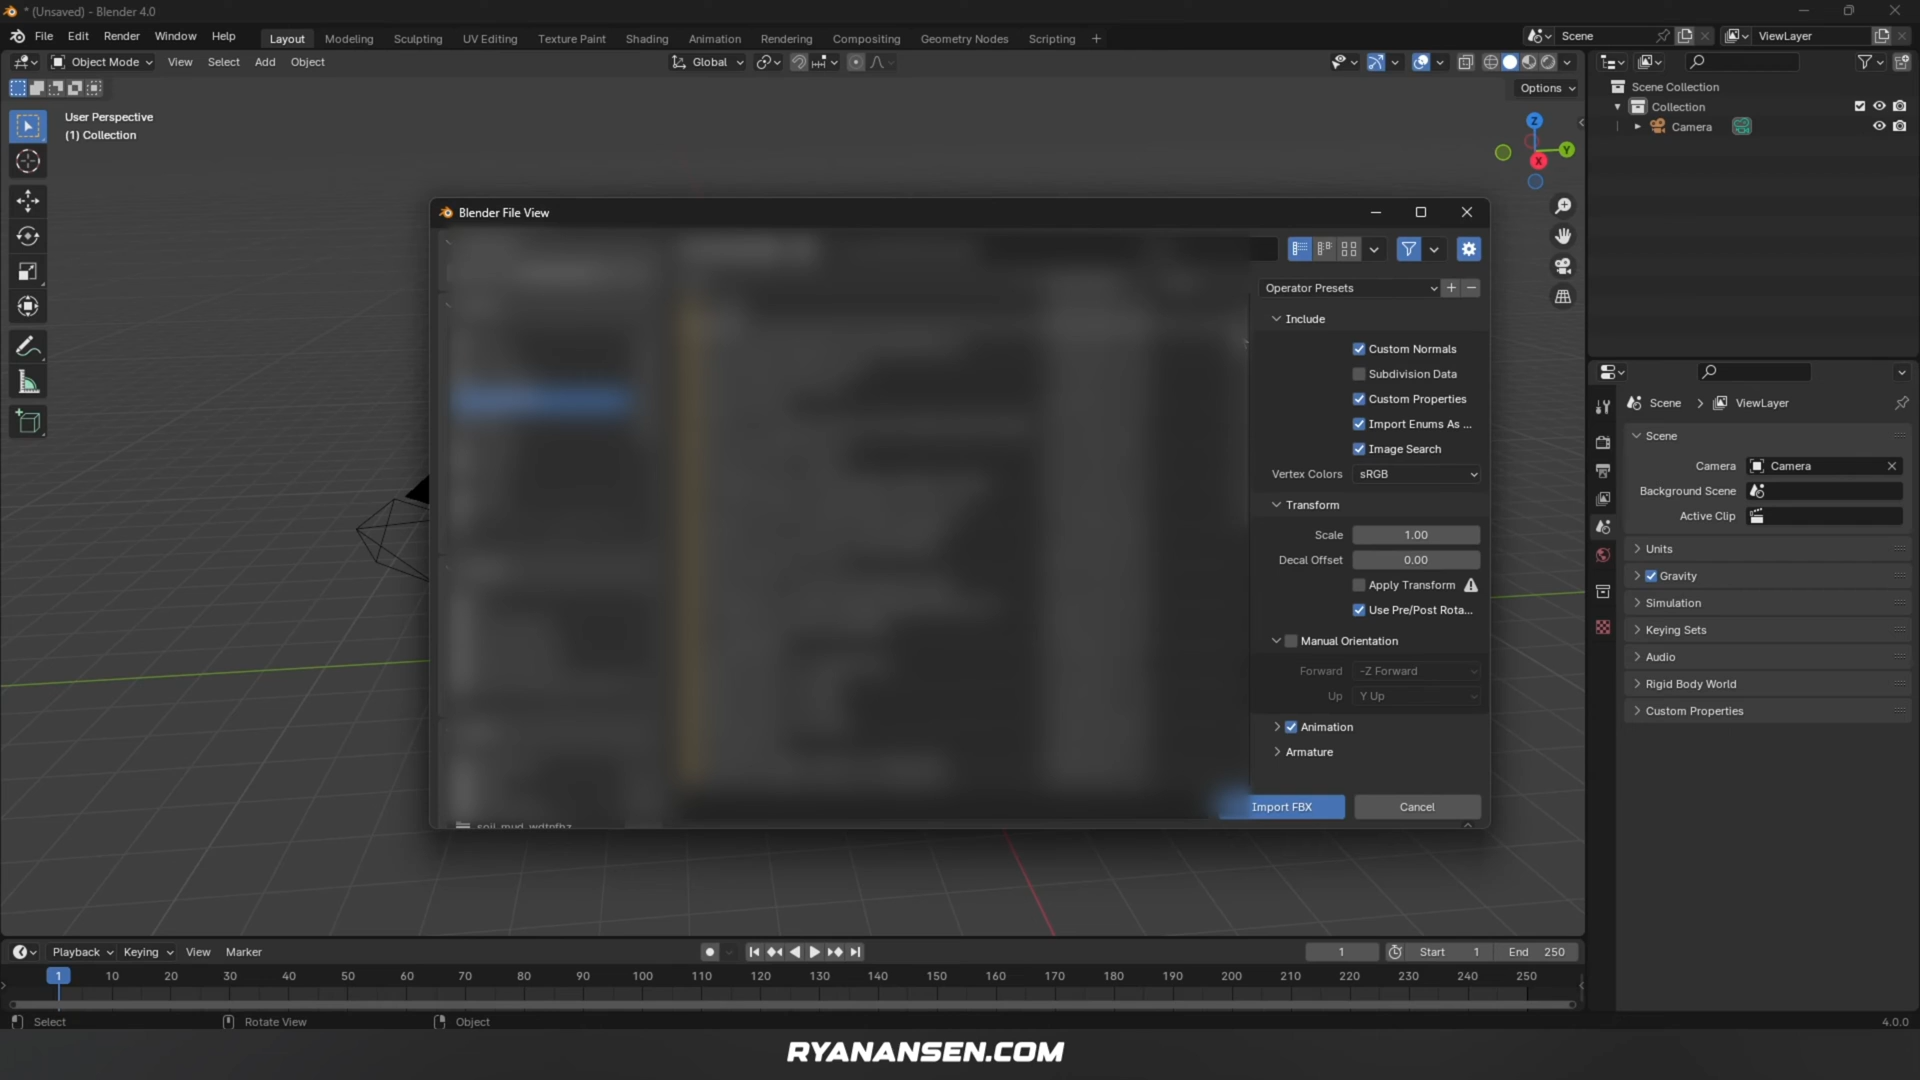 * (Unsaved) - Blender 4.0
File Edit Render Window Help
Layout Modeling Sculpting UV Editing Texture Paint Shading Animation Rendering Compositing Geometry Nodes Scripting +
Scene ViewLayer
Object Mode View Select Add Object Global
Options
User Perspective
(1) Collection
Z
Y
X
Scene Collection
Collection
Camera
Blender File View
Operator Presets
Include
Custom Normals
Subdivision Data
Custom Properties
Import Enums As ...
Image Search
Vertex Colors sRGB
Transform
Scale 1.00
Decal Offset 0.00
Apply Transform
Use Pre/Post Rota...
Manual Orientation
Forward -Z Forward
Up Y Up
Animation
Armature
Import FBX Cancel
Scene > ViewLayer
Scene
Camera Camera
Background Scene
Active Clip
Units
Gravity
Simulation
Keying Sets
Audio
Rigid Body World
Custom Properties
Playback Keying View Marker
1 Start 1 End 250
1 10 20 30 40 50 60 70 80 90 100 110 120 130 140 150 160 170 180 190 200 210 220 230 240 250
Select Rotate View Object
4.0.0
RYANANSEN.COM